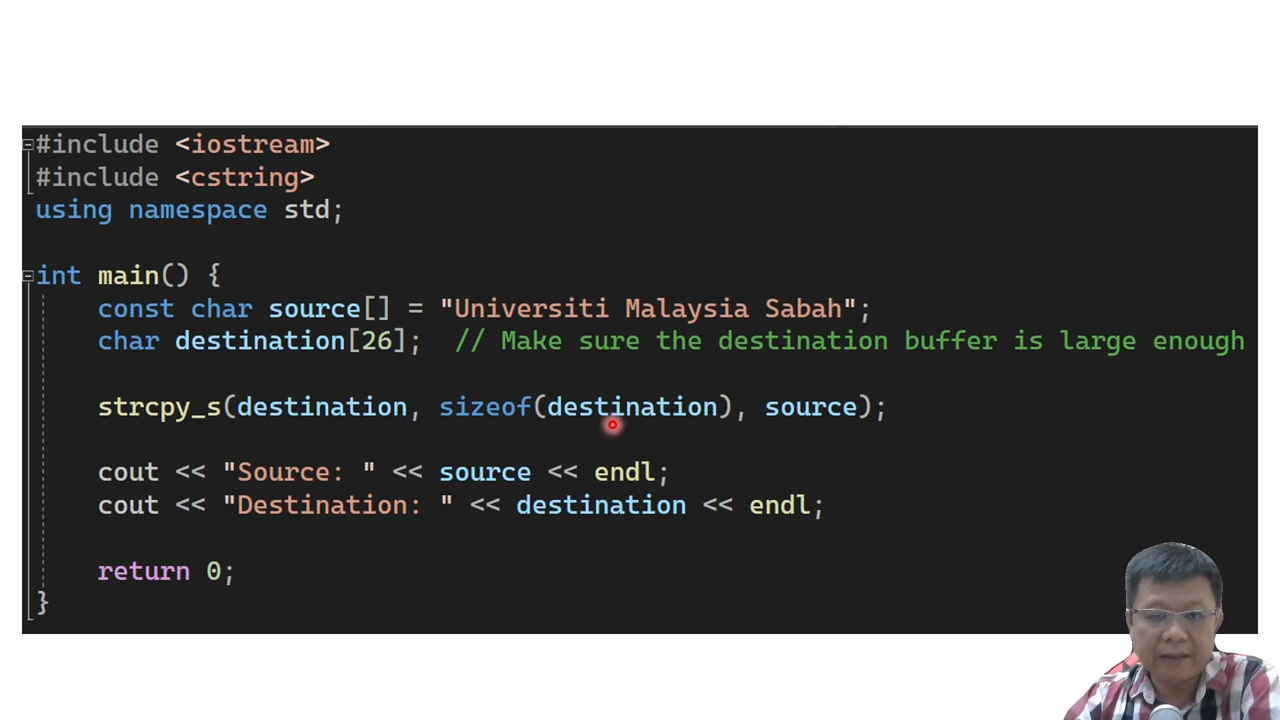 #include <iostream>
#include <cstring>
using namespace std;
int main() {
const char source[] = "Universiti Malaysia Sabah";
char destination[26];  // Make sure the destination buffer is large enough
strcpy_s(destination, sizeof(destination), source);
cout << "Source: " << source << endl;
cout << "Destination: " << destination << endl;
return 0;
}